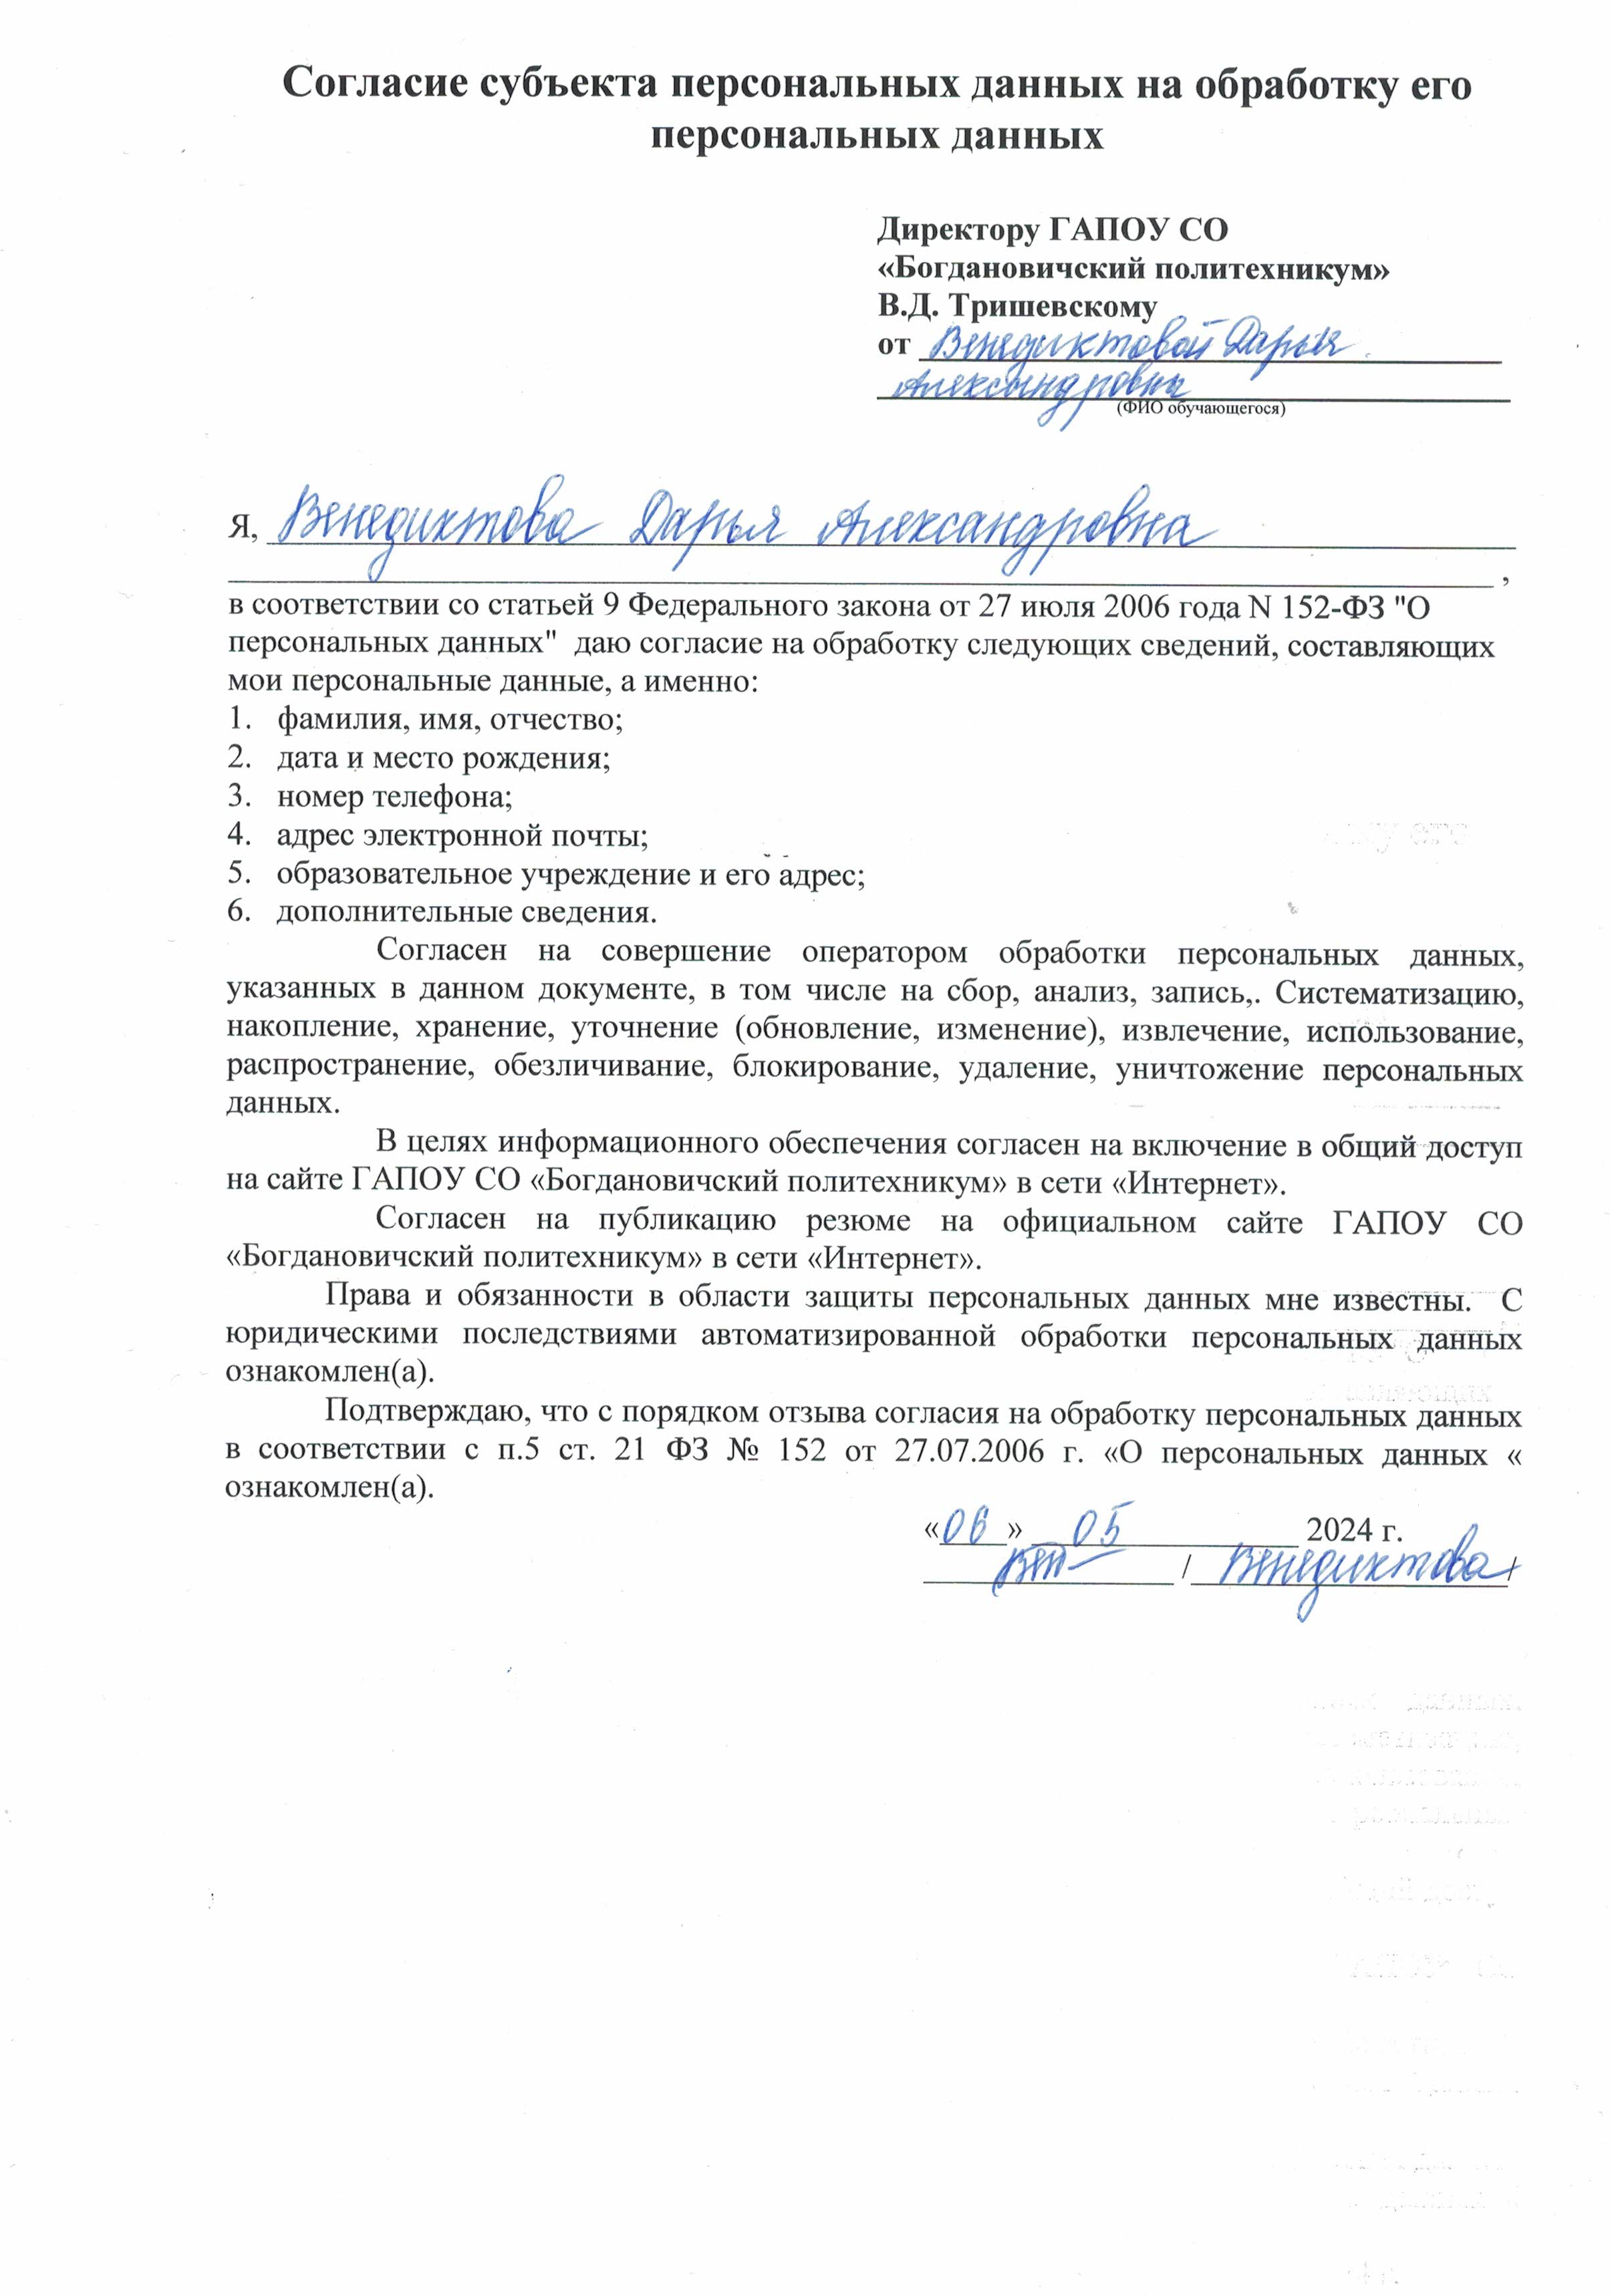 Согласие субъекта персональных данных на обработку его
персональных данных
Директору ГАПОУ СО
«Богдановичский политехникум»
В.Д. Тришевскому
от Венедиктовой Дарья
Александровна
(ФИО обучающегося)
Я, Венедиктова Дарья Александровна
,
в соответствии со статьей 9 Федерального закона от 27 июля 2006 года N 152-ФЗ "О
персональных данных" даю согласие на обработку следующих сведений, составляющих
мои персональные данные, а именно:
1. фамилия, имя, отчество;
2. дата и место рождения;
3. номер телефона;
4. адрес электронной почты;
5. образовательное учреждение и его адрес;
6. дополнительные сведения.
Согласен на совершение оператором обработки персональных данных,
указанных в данном документе, в том числе на сбор, анализ, запись,. Систематизацию,
накопление, хранение, уточнение (обновление, изменение), извлечение, использование,
распространение, обезличивание, блокирование, удаление, уничтожение персональных
данных.
В целях информационного обеспечения согласен на включение в общий доступ
на сайте ГАПОУ СО «Богдановичский политехникум» в сети «Интернет».
Согласен на публикацию резюме на официальном сайте ГАПОУ СО
«Богдановичский политехникум» в сети «Интернет».
Права и обязанности в области защиты персональных данных мне известны. С
юридическими последствиями автоматизированной обработки персональных данных
ознакомлен(а).
Подтверждаю, что с порядком отзыва согласия на обработку персональных данных
в соответствии с п.5 ст. 21 ФЗ № 152 от 27.07.2006 г. «О персональных данных «
ознакомлен(а).
«06» 05 2024 г.
/ Венедиктова /